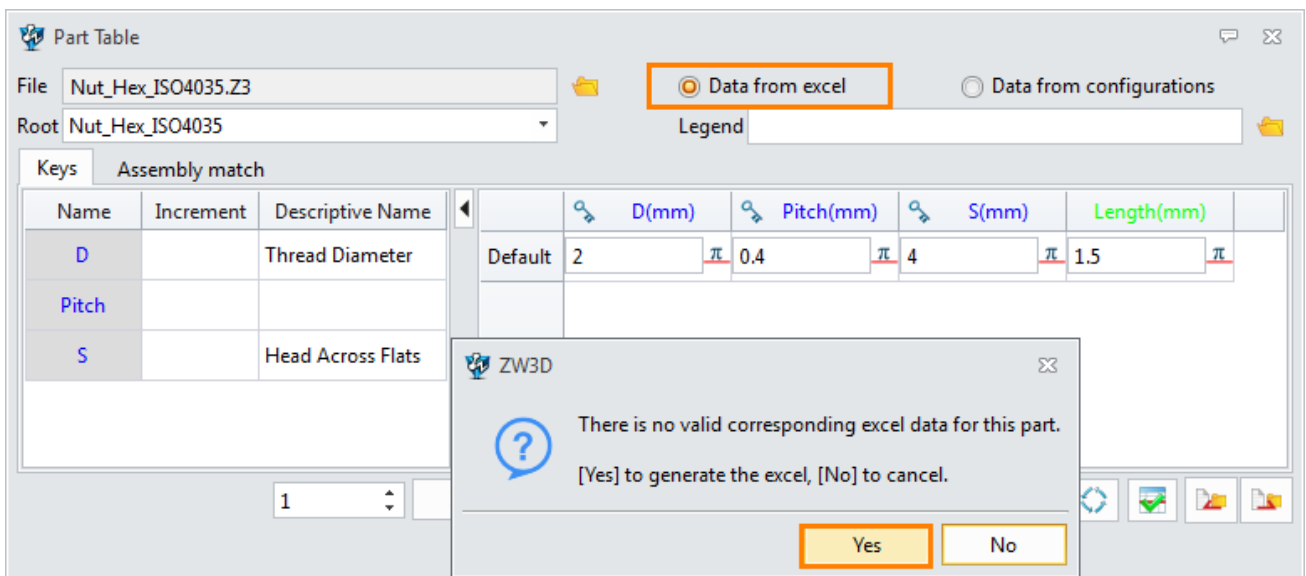 Part Table
File Nut_Hex_ISO4035.Z3 Data from excel Data from configurations
Root Nut_Hex_ISO4035 Legend
Keys Assembly match
Name Increment Descriptive Name D(mm) Pitch(mm) S(mm) Length(mm)
D Thread Diameter Default 2 π 0.4 π 4 π 1.5 π
Pitch
S Head Across Flats
ZW3D
There is no valid corresponding excel data for this part.
[Yes] to generate the excel, [No] to cancel.
1
Yes No